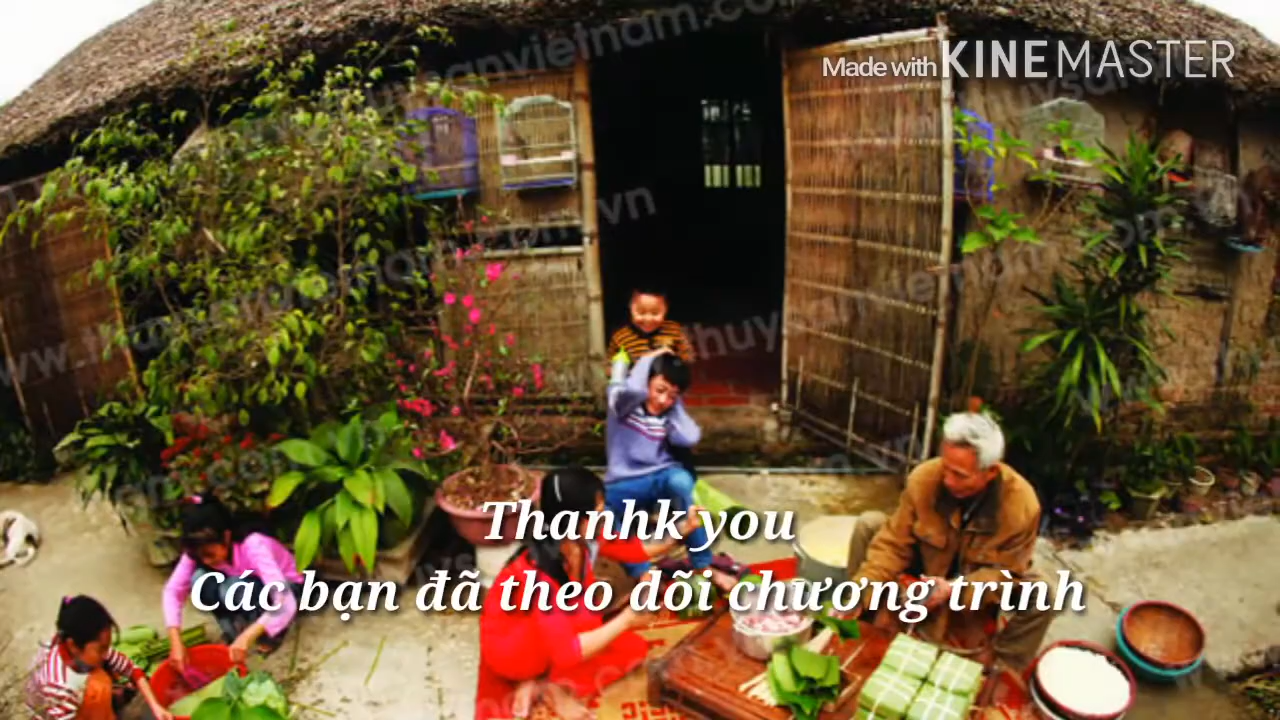 Made with KINEMASTER
Thanhk you
Các bạn đã theo dõi chương trình